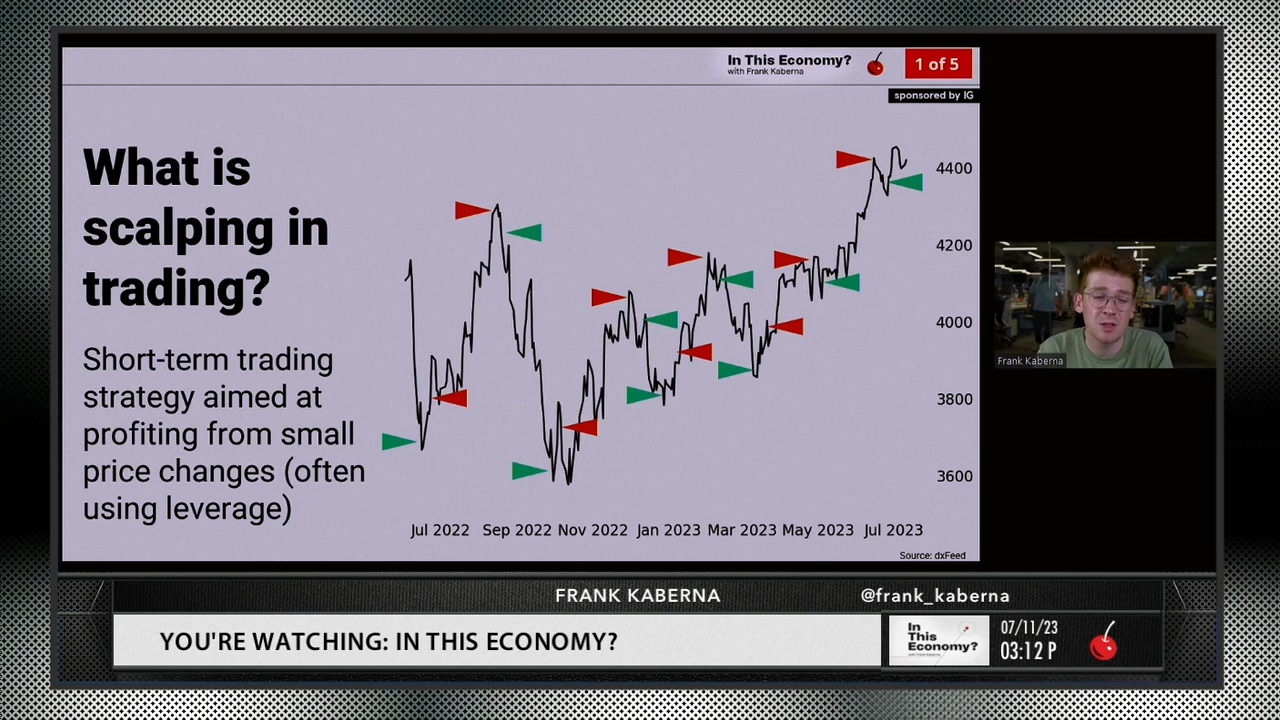 In This Economy?
with Frank Kaberna
1 of 5
sponsored by IG
What is
scalping in
trading?
Short-term trading
strategy aimed at
profiting from small
price changes (often
using leverage)
4400
4200
4000
3800
3600
Jul 2022 Sep 2022 Nov 2022 Jan 2023 Mar 2023 May 2023 Jul 2023
Source: dxFeed
Frank Kaberna
FRANK KABERNA
@frank_kaberna
YOU'RE WATCHING: IN THIS ECONOMY?
In
This
Economy?
with Frank Kaberna
07/11/23
03:12 P